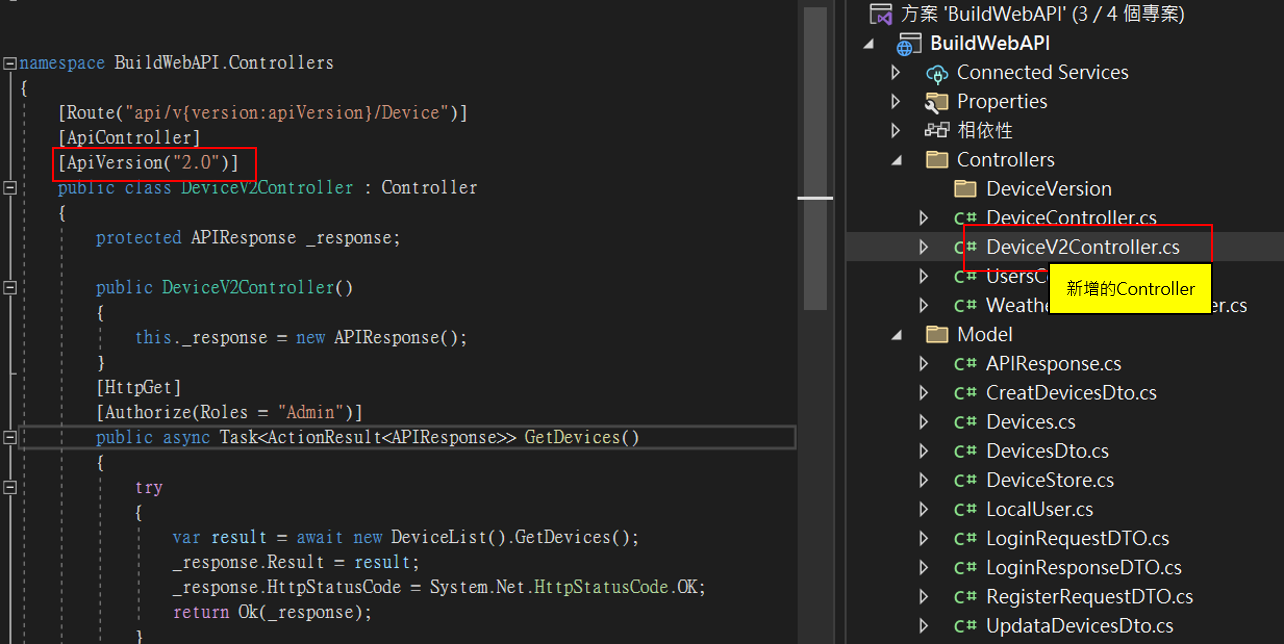 namespace BuildWebAPI.Controllers
{
[Route("api/v{version:apiVersion}/Device")]
[ApiController]
[ApiVersion("2.0")]
public class DeviceV2Controller : Controller
{
protected APIResponse _response;
public DeviceV2Controller()
{
this._response = new APIResponse();
}
[HttpGet]
[Authorize(Roles = "Admin")]
public async Task<ActionResult<APIResponse>> GetDevices()
{
try
{
var result = await new DeviceList().GetDevices();
_response.Result = result;
_response.HttpStatusCode = System.Net.HttpStatusCode.OK;
return Ok(_response);
}
方案 'BuildWebAPI' (3 / 4 個專案)
BuildWebAPI
Connected Services
Properties
相依性
Controllers
DeviceVersion
C# DeviceController.cs
C# DeviceV2Controller.cs
C# UsersC
新增的Controller
C# Weathe er.cs
Model
C# APIResponse.cs
C# CreatDevicesDto.cs
C# Devices.cs
C# DevicesDto.cs
C# DeviceStore.cs
C# LocalUser.cs
C# LoginRequestDTO.cs
C# LoginResponseDTO.cs
C# RegisterRequestDTO.cs
C# UpdataDevicesDto.cs